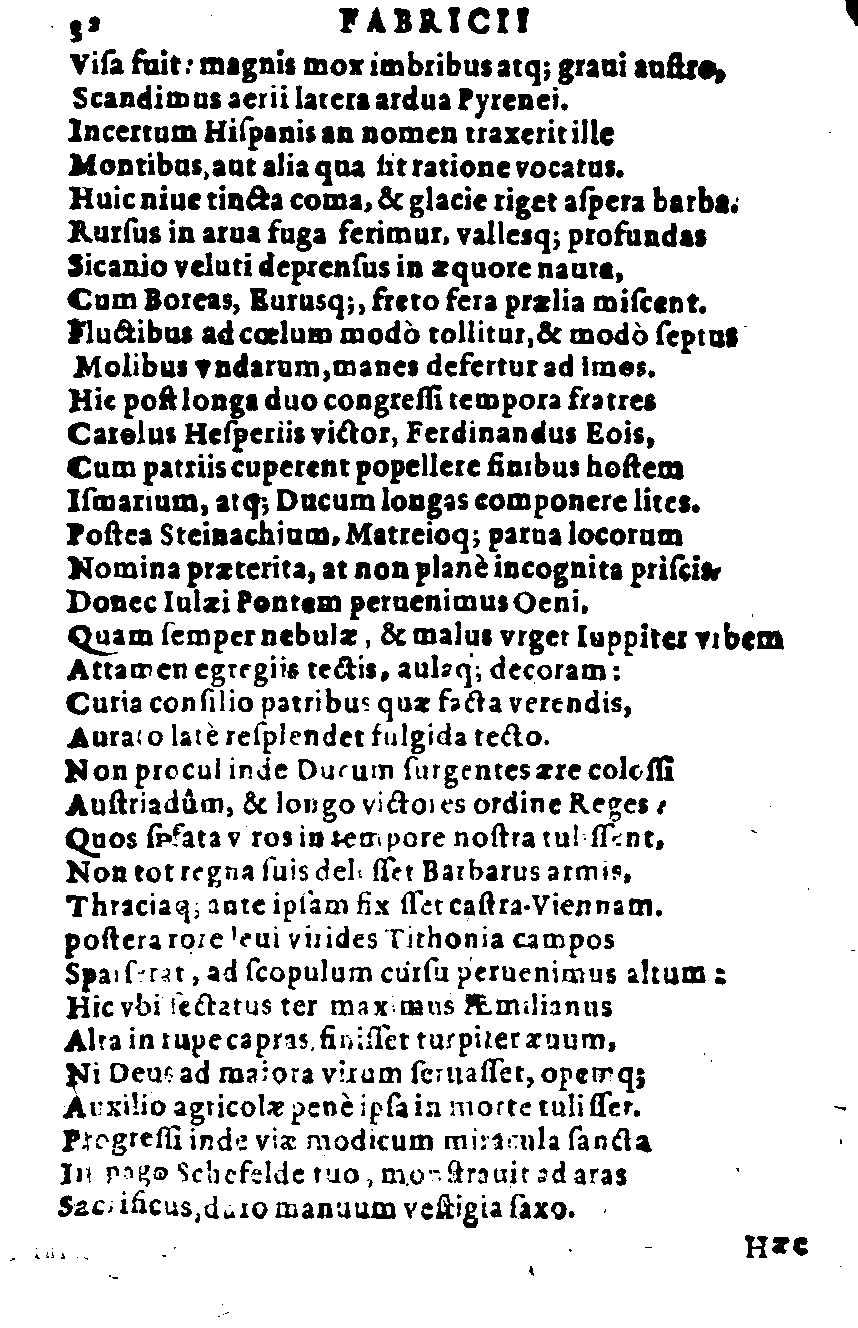 32 FABRICII
Viſa fuit: magnis mox imbribus atq; graui auſtro,
Scandimus aerii latera ardua Pyrenei.
Incertum Hiſpanis an nomen traxerit ille
Montibus, aut alia qua ſit ratione vocatus.
Huic niue tincta coma, & glacie riget aſpera barba.
Rurſus in arua fuga ferimur, vallesq; profundas
Sicanio veluti deprenſus in æquore nauta,
Cum Boreas, Eurusq;, freto fera prælia miſcent.
Fluctibus ad cœlum modò tollitur, & modò ſeptus
Molibus vndarum, manes defertur ad imos.
Hic poſt longa duo congreſſi tempora fratres
Carolus Heſperiis victor, Ferdinandus Eois,
Cum patriis cuperent popellere finibus hoſtem
Iſmarium, atq; Ducum longas componere lites.
Poſtea Steinachium, Matreioq; parua locorum
Nomina præterita, at non planè incognita priſcis,
Donec Iulæi Pontem peruenimus Oeni,
Quam ſemper nebulæ, & malus vrget Iuppiter vrbem
Attamen egregiis tectis, aulaq; decoram:
Curia conſilio patribus quæ facta verendis,
Aurato latè reſplendet fulgida tecto.
Non procul inde Ducum ſurgentes ære coloſſi
Auſtriadûm, & longo victores ordine Reges:
Quos ſi fata viros in tempore noſtra tuliſſent,
Non tot regna ſuis deleſſet Barbarus armis,
Thraciaq; ante ipſam fixiſſet caſtra Viennam.
poſtera rore leui virides Tithonia campos
Sparſerat, ad ſcopulum curſu peruenimus altum:
Hic vbi ſectatus ter maximus Æmilianus
Alta in rupe capras, finiſſet turpiter æuum,
Ni Deus ad maiora virum ſeruaſſet, opemq;
Auxilio agricolæ penè ipſa in morte tuliſſet.
Progreſſi inde viæ modicum miracula ſancta
In pago Schefelde tuo, monſtrauit ad aras
Sacrificus, duro manuum veſtigia ſaxo.
Hæc